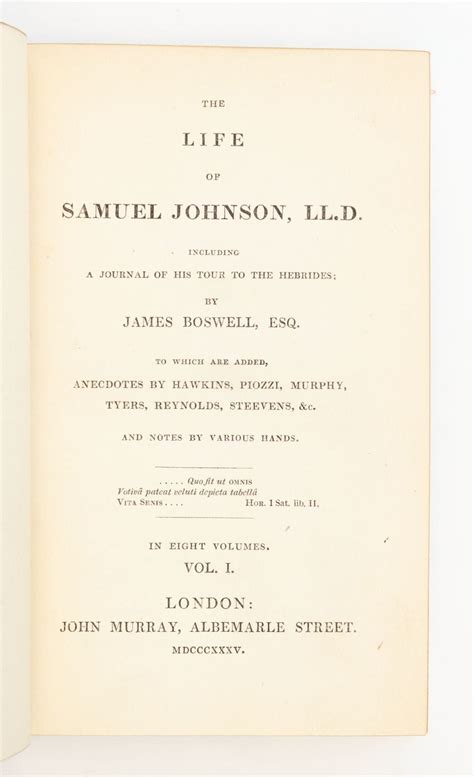 THE
LIFE
OF
SAMUEL JOHNSON, LL.D.
INCLUDING
A JOURNAL OF HIS TOUR TO THE HEBRIDES;
BY
JAMES BOSWELL, ESQ.
TO WHICH ARE ADDED,
ANECDOTES BY HAWKINS, PIOZZI, MURPHY,
TYERS, REYNOLDS, STEEVENS, &c.
AND NOTES BY VARIOUS HANDS.
..... Quo fit ut OMNIS
Votivâ pateat veluti depicta tabellâ
VITA SENIS .... HOR. 1 Sat. lib. II.
IN EIGHT VOLUMES.
VOL. I.
LONDON:
JOHN MURRAY, ALBEMARLE STREET.
MDCCCXXXV.